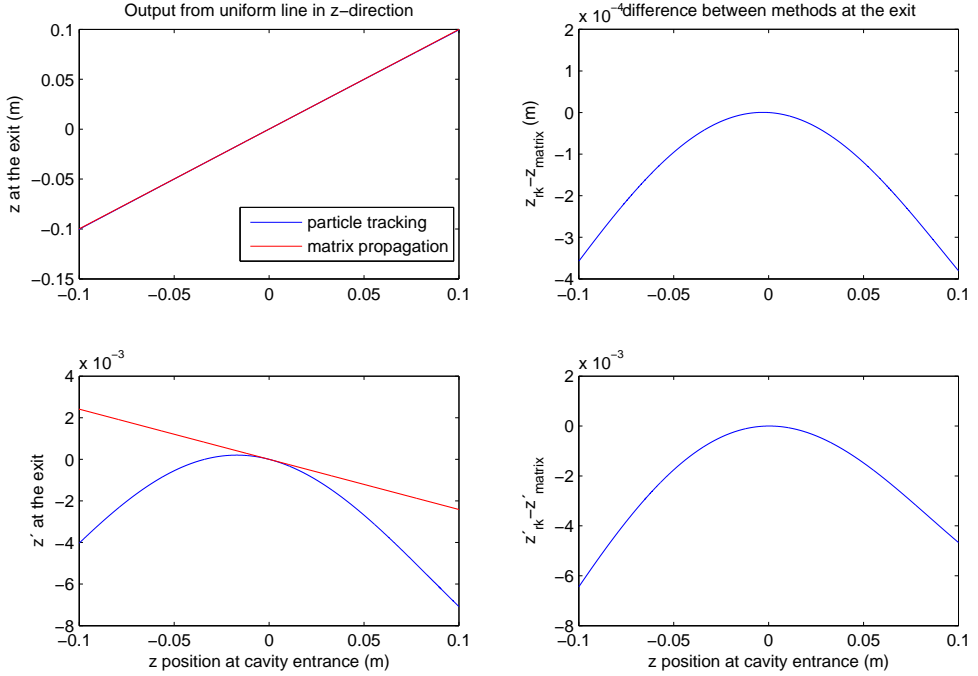 Output from uniform line in z-direction
0.1
0.05
0
−0.05
−0.1
−0.15
z at the exit (m)
particle tracking
matrix propagation
−0.1 −0.05 0 0.05 0.1
x 10−4
difference between methods at the exit
2
1
0
−1
−2
−3
−4
zrk−zmatrix (m)
−0.1 −0.05 0 0.05 0.1
x 10−3
4
2
0
−2
−4
−6
−8
z′ at the exit
−0.1 −0.05 0 0.05 0.1
z position at cavity entrance (m)
x 10−3
2
0
−2
−4
−6
−8
z′rk−z′matrix
−0.1 −0.05 0 0.05 0.1
z position at cavity entrance (m)